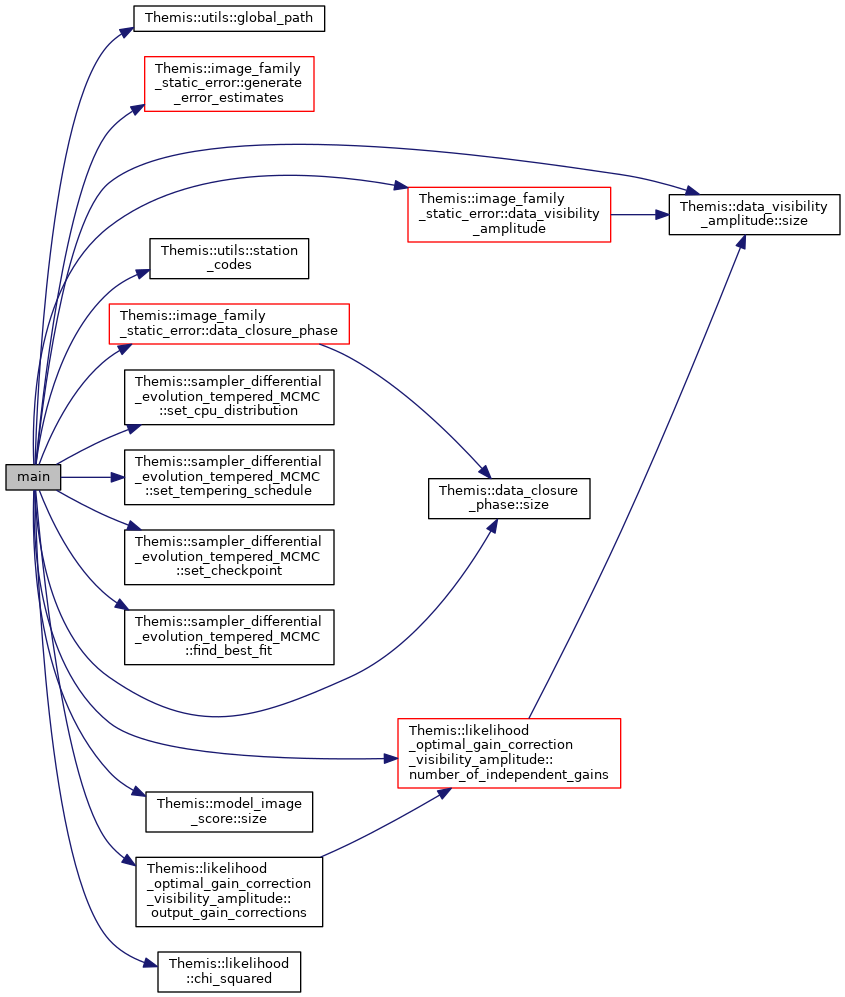 Themis::utils::global_path
Themis::image_family
_static_error::generate
_error_estimates
Themis::image_family
_static_error::data_visibility
_amplitude
Themis::data_visibility
_amplitude::size
Themis::utils::station
_codes
Themis::image_family
_static_error::data_closure_phase
Themis::sampler_differential
_evolution_tempered_MCMC
::set_cpu_distribution
main
Themis::sampler_differential
_evolution_tempered_MCMC
::set_tempering_schedule
Themis::data_closure
_phase::size
Themis::sampler_differential
_evolution_tempered_MCMC
::set_checkpoint
Themis::sampler_differential
_evolution_tempered_MCMC
::find_best_fit
Themis::likelihood
_optimal_gain_correction
_visibility_amplitude::
number_of_independent_gains
Themis::model_image
_score::size
Themis::likelihood
_optimal_gain_correction
_visibility_amplitude::
output_gain_corrections
Themis::likelihood
::chi_squared